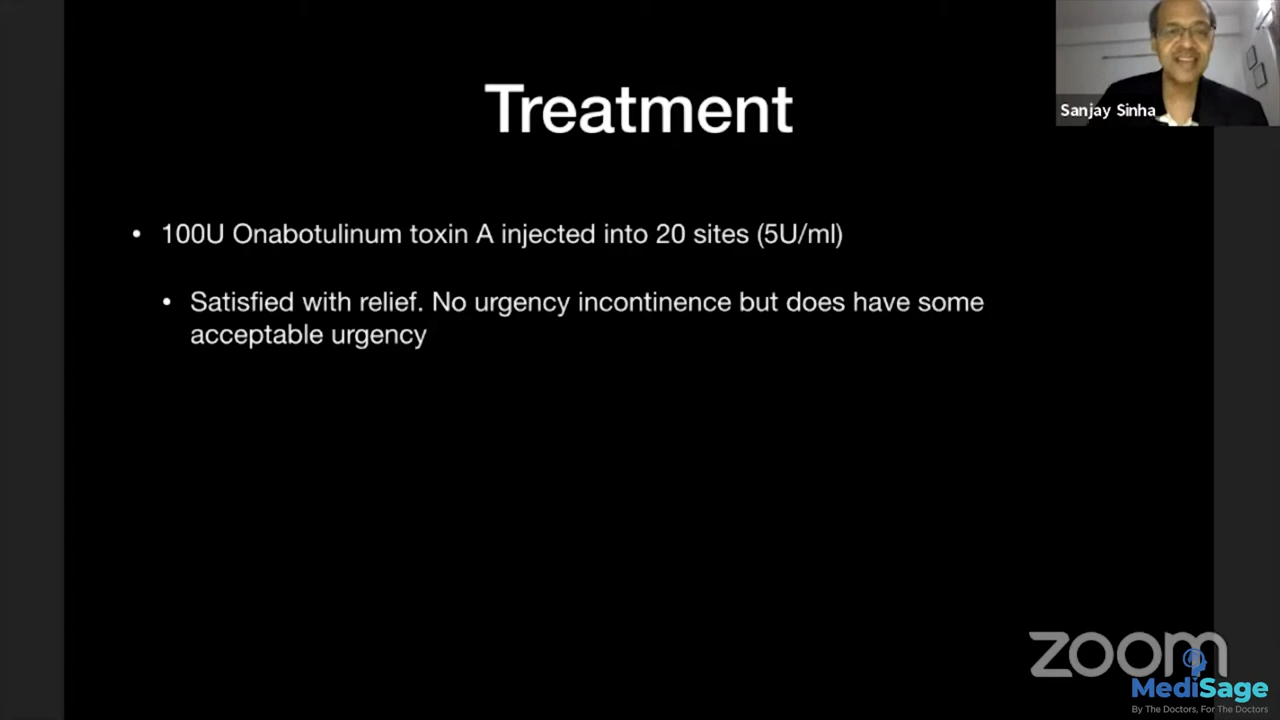 Treatment
Sanjay Sinha
• 100U Onabotulinum toxin A injected into 20 sites (5U/ml)
• Satisfied with relief. No urgency incontinence but does have some
acceptable urgency
zoom
MediSage
By The Doctors, For The Doctors